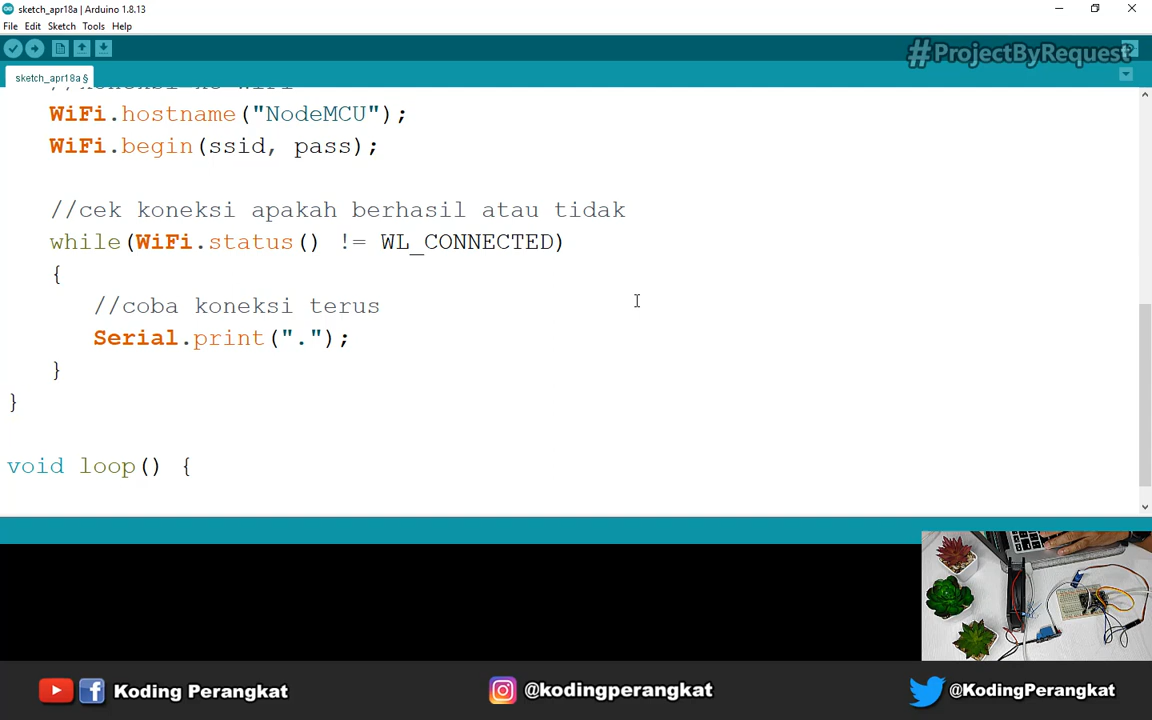 sketch_apr18a | Arduino 1.8.13
File Edit Sketch Tools Help
#ProjectByRequest
sketch_apr18a §
WiFi.hostname("NodeMCU");
WiFi.begin(ssid, pass);
//cek koneksi apakah berhasil atau tidak
while(WiFi.status() != WL_CONNECTED)
{
//coba koneksi terus
Serial.print(".");
}
}
void loop() {
Koding Perangkat
@kodingperangkat
@KodingPerangkat